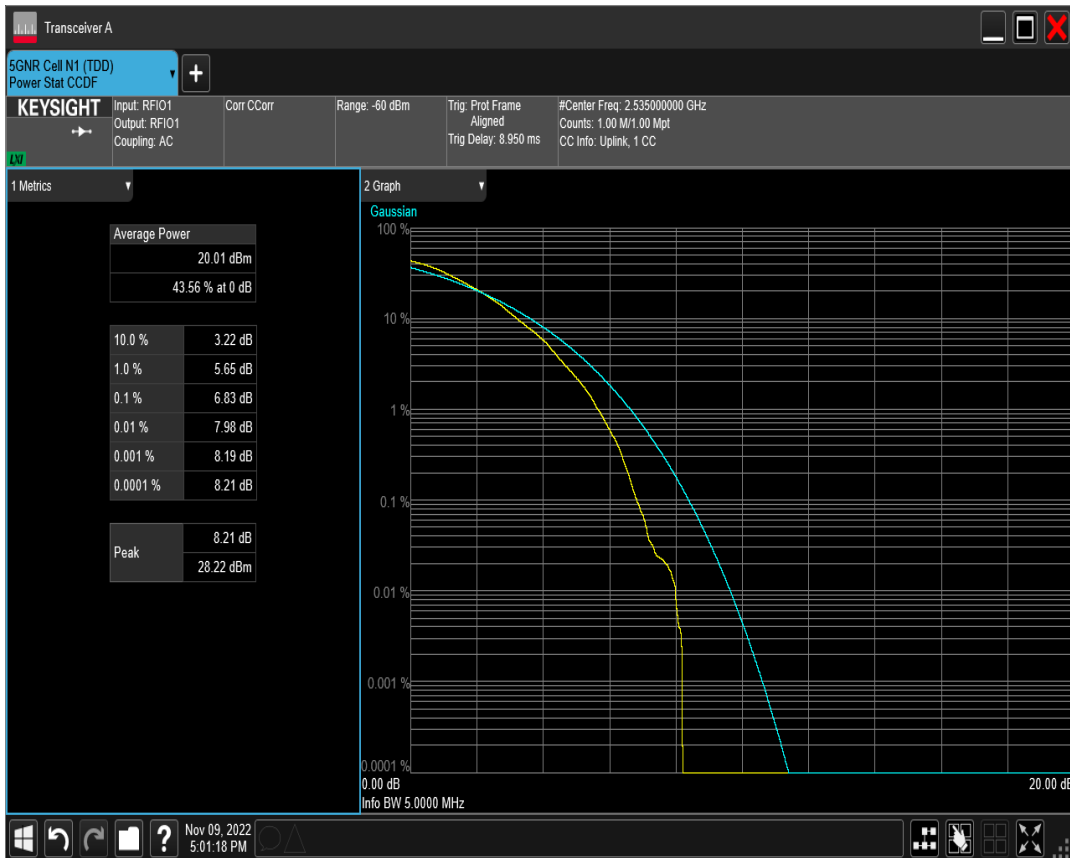 Transceiver A
5GNR Cell N1 (TDD)
Power Stat CCDF
+
KEYSIGHT
LXI
Input: RFIO1
Output: RFIO1
Coupling: AC
Corr CCorr
Range: -60 dBm
Trig: Prot Frame
Aligned
Trig Delay: 8.950 ms
#Center Freq: 2.535000000 GHz
Counts: 1.00 M/1.00 Mpt
CC Info: Uplink, 1 CC
1 Metrics
Average Power
20.01 dBm
43.56 % at 0 dB
10.0 % 3.22 dB
1.0 % 5.65 dB
0.1 % 6.83 dB
0.01 % 7.98 dB
0.001 % 8.19 dB
0.0001 % 8.21 dB
Peak
8.21 dB
28.22 dBm
2 Graph
Gaussian
100 %
10 %
1 %
0.1 %
0.01 %
0.001 %
0.0001 %
0.00 dB 20.00 dB
Info BW 5.0000 MHz
?
Nov 09, 2022
5:01:18 PM